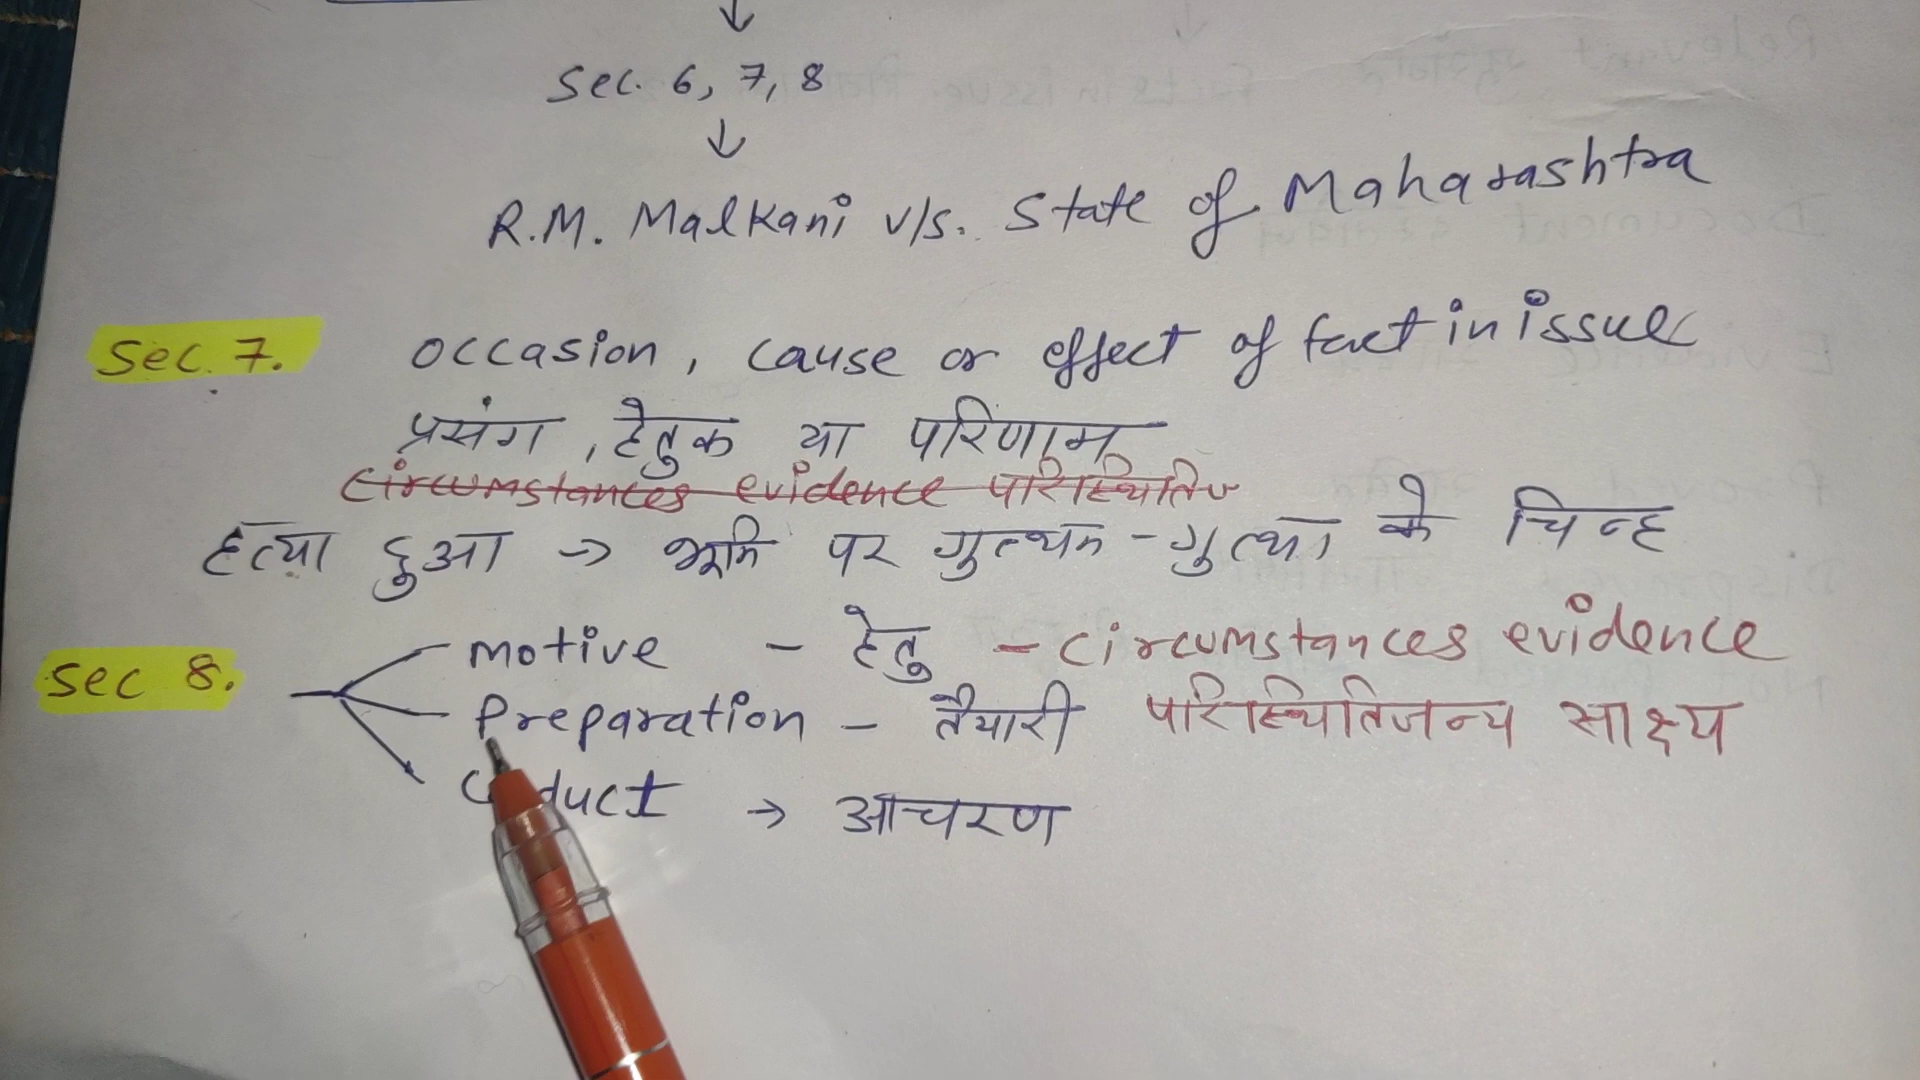 Sec. 6, 7, 8
R.M. Malkani v/s. State of Maharashtra
Sec. 7. occasion, cause or effect of fact in issue
प्रसंग, हेतुक या परिणाम
circumstances evidence परिस्थितिज
हत्या हुआ → भूमि पर गुत्थम-गुत्था के चिन्ह
Sec 8. Motive - हेतु - circumstances evidence
Preparation - तैयारी परिस्थितिजन्य साक्ष्य
→ आचरण